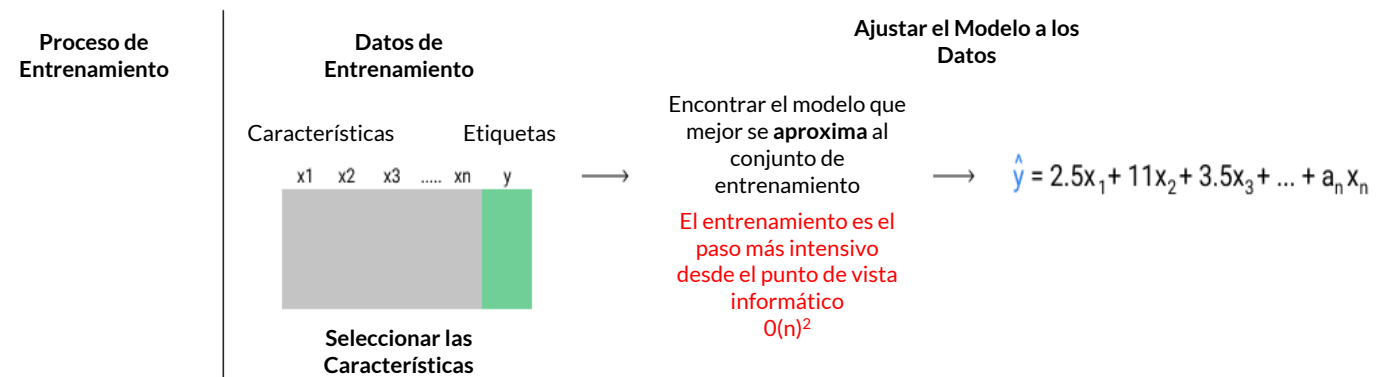 Proceso de
Entrenamiento
Datos de
Entrenamiento
Características
Etiquetas
x1 x2 x3 ..... xn y
Seleccionar las
Características
Ajustar el Modelo a los
Datos
Encontrar el modelo que
mejor se aproxima al
conjunto de
entrenamiento
El entrenamiento es el
paso más intensivo
desde el punto de vista
informático
0(n)²
ŷ = 2.5x₁+ 11x₂+ 3.5x₃+ ... + aₙxₙ